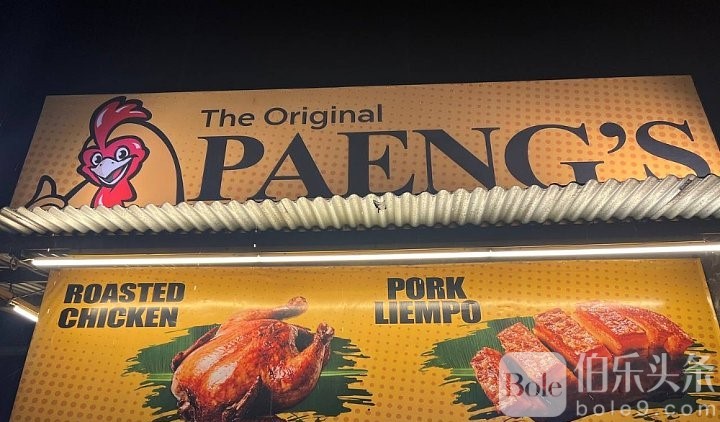 The Original
PAENG'S
ROASTED
CHICKEN
PORK
LIEMPO
Bole
伯乐头条
bole9.com